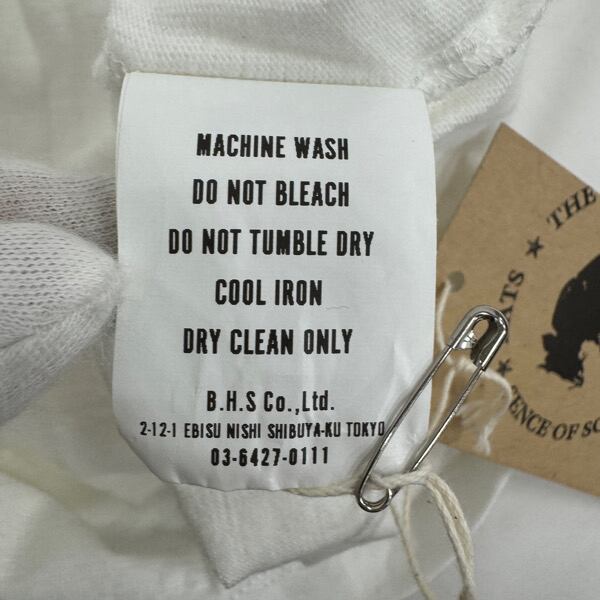 MACHINE WASH
DO NOT BLEACH
DO NOT TUMBLE DRY
COOL IRON
DRY CLEAN ONLY
B.H.S Co.,Ltd.
2-12-1 EBISU NISHI SHIBUYA-KU TOKYO
03-6427-0111
★ THE
ATS ★
ENCE OF SC